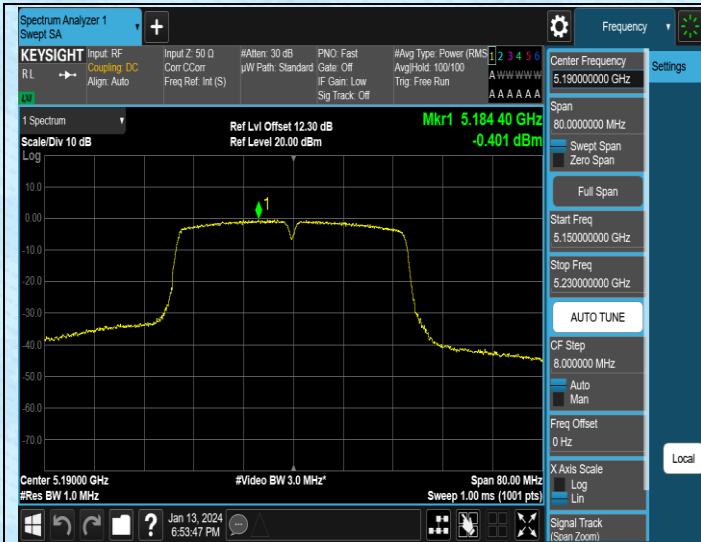 Spectrum Analyzer 1
Swept SA
+
Frequency
KEYSIGHT
Input: RF
Coupling: DC
Align: Auto
RL
LXI
Input Z: 50 Ω
Corr CCorr
Freq Ref: Int (S)
#Atten: 30 dB
µW Path: Standard
PNO: Fast
Gate: Off
IF Gain: Low
Sig Track: Off
#Avg Type: Power (RMS
Avg|Hold: 100/100
Trig: Free Run
1 2 3 4 5 6
A W W W W W
A A A A A A
Center Frequency
5.190000000 GHz
Settings
Span
80.0000000 MHz
Swept Span
Zero Span
Full Span
Start Freq
5.150000000 GHz
Stop Freq
5.230000000 GHz
AUTO TUNE
CF Step
8.000000 MHz
Auto
Man
Freq Offset
0 Hz
X Axis Scale
Log
Lin
Signal Track
(Span Zoom)
Local
1 Spectrum
Scale/Div 10 dB
Log
Ref Lvl Offset 12.30 dB
Ref Level 20.00 dBm
Mkr1 5.184 40 GHz
-0.401 dBm
1
10.0
0.00
-10.0
-20.0
-30.0
-40.0
-50.0
-60.0
-70.0
Center 5.19000 GHz
#Res BW 1.0 MHz
#Video BW 3.0 MHz*
Span 80.00 MHz
Sweep 1.00 ms (1001 pts)
?
Jan 13, 2024
6:53:47 PM